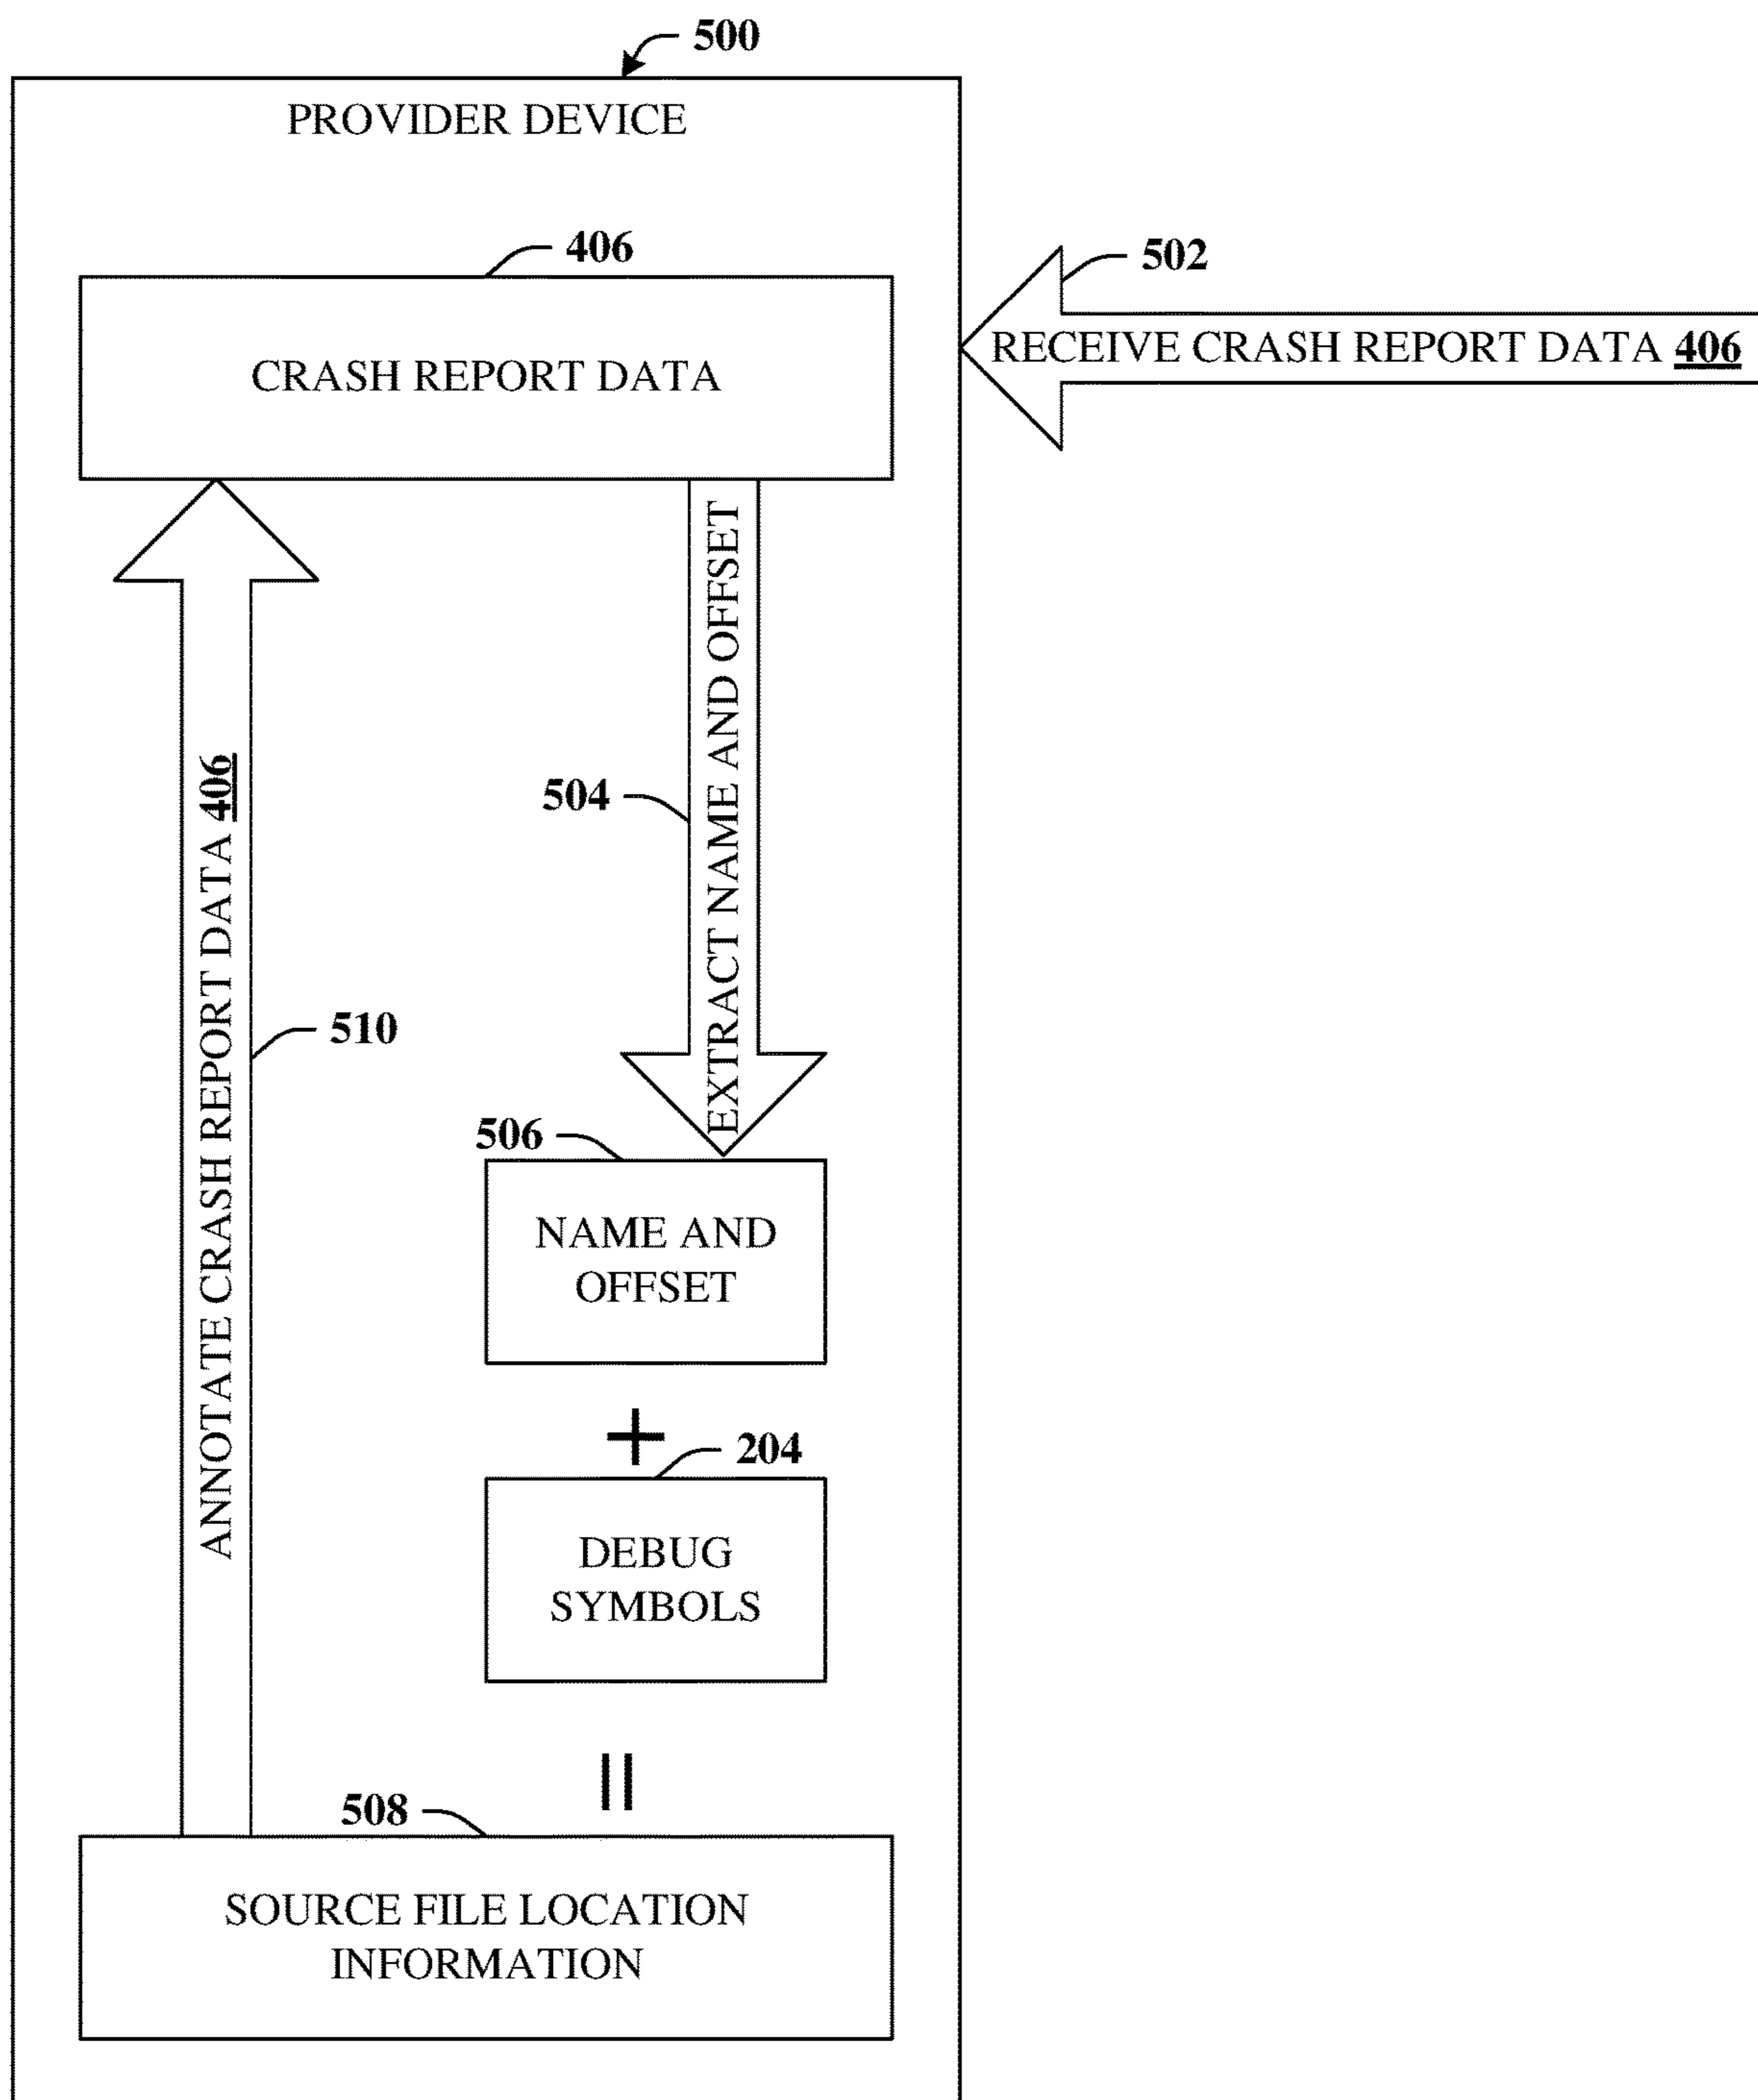 500
PROVIDER DEVICE
406
502
CRASH REPORT DATA
RECEIVE CRASH REPORT DATA 406
EXTRACT NAME AND OFFSET
504
ANNOTATE CRASH REPORT DATA 406
510
506
NAME AND
OFFSET
+
204
DEBUG
SYMBOLS
=
508
SOURCE FILE LOCATION
INFORMATION